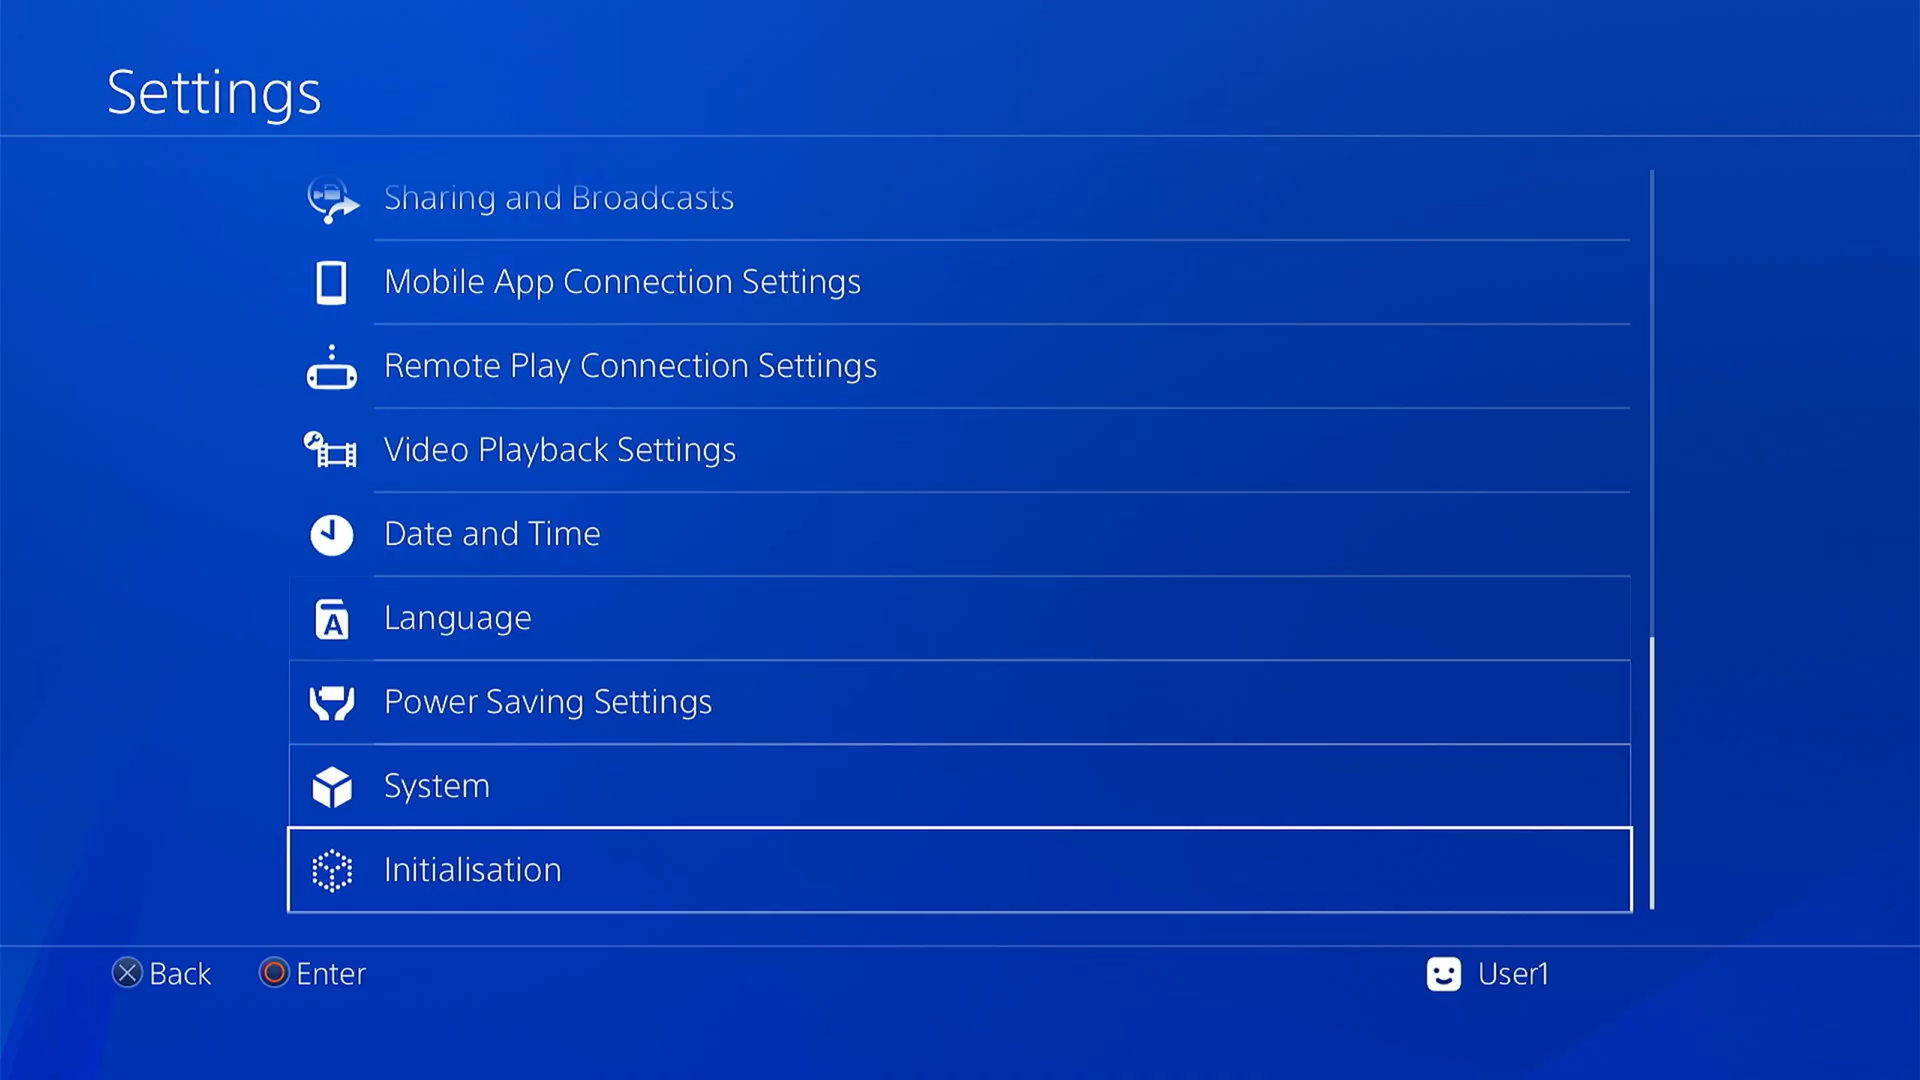 Settings
Sharing and Broadcasts
Mobile App Connection Settings
Remote Play Connection Settings
Video Playback Settings
Date and Time
Language
Power Saving Settings
System
Initialisation
Back Enter User1